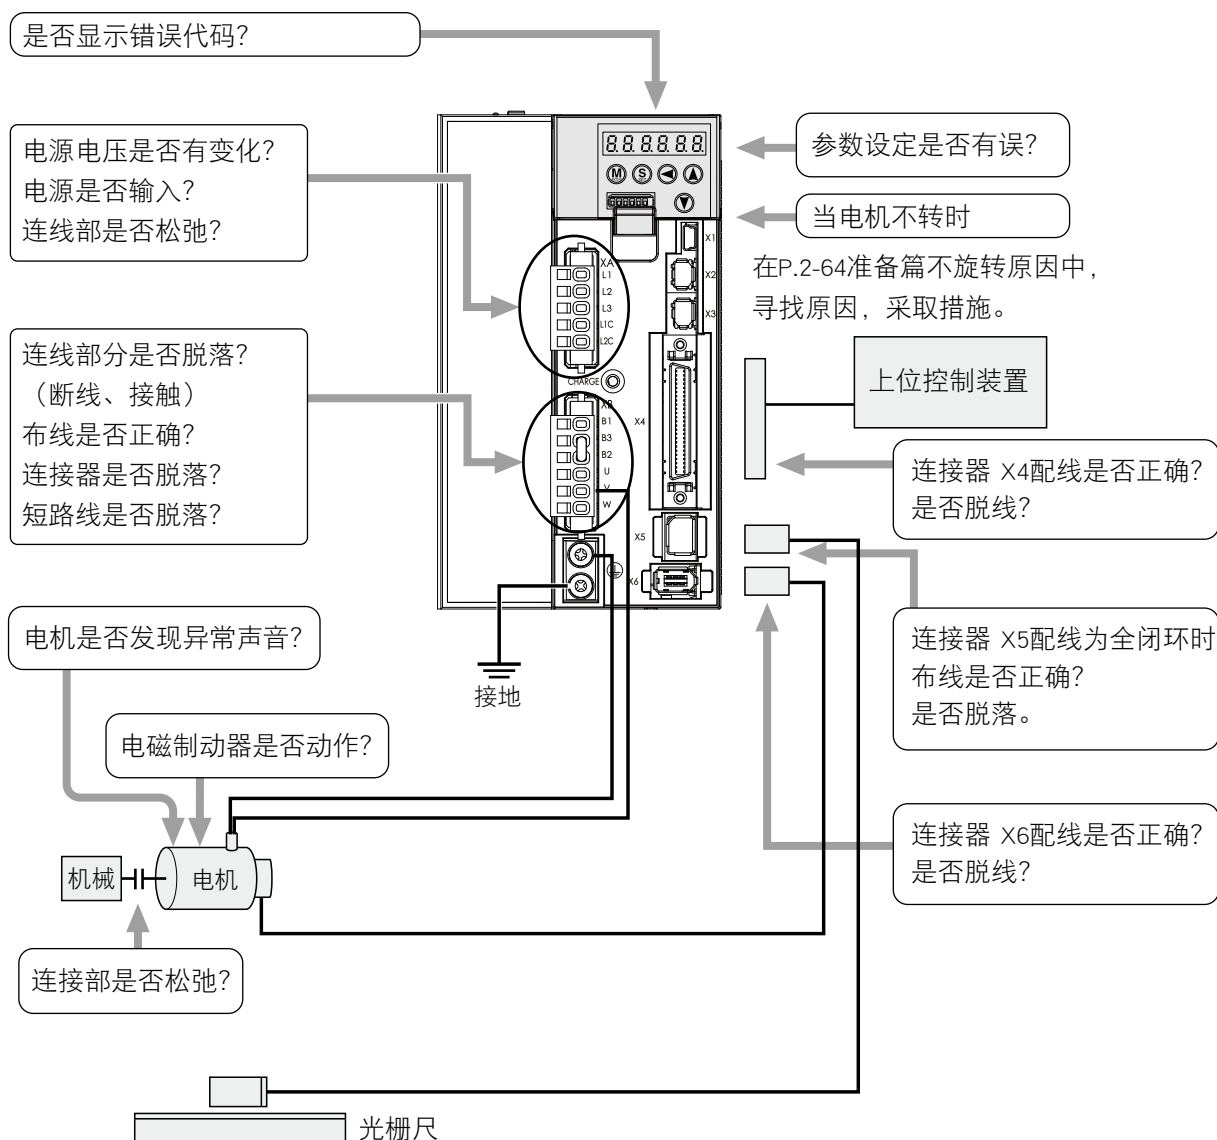 是否显示错误代码？
电源电压是否有变化？
电源是否输入？
连线部是否松弛？
8.8.8.8.8.8.
M
S
参数设定是否有误？
当电机不转时
在P.2-64准备篇不旋转原因中，
寻找原因，采取措施。
XA
L1
L2
L3
L1C
L2C
X1
X2
X3
CHARGE
连线部分是否脱落？
（断线、接触）
布线是否正确？
连接器是否脱落？
短路线是否脱落？
XB
B1
B3
B2
U
V
W
X4
X5
X6
上位控制装置
连接器 X4配线是否正确？
是否脱线？
连接器 X5配线为全闭环时
布线是否正确？
是否脱落。
连接器 X6配线是否正确？
是否脱线？
接地
电机是否发现异常声音？
电磁制动器是否动作？
机械
电机
连接部是否松弛？
光栅尺